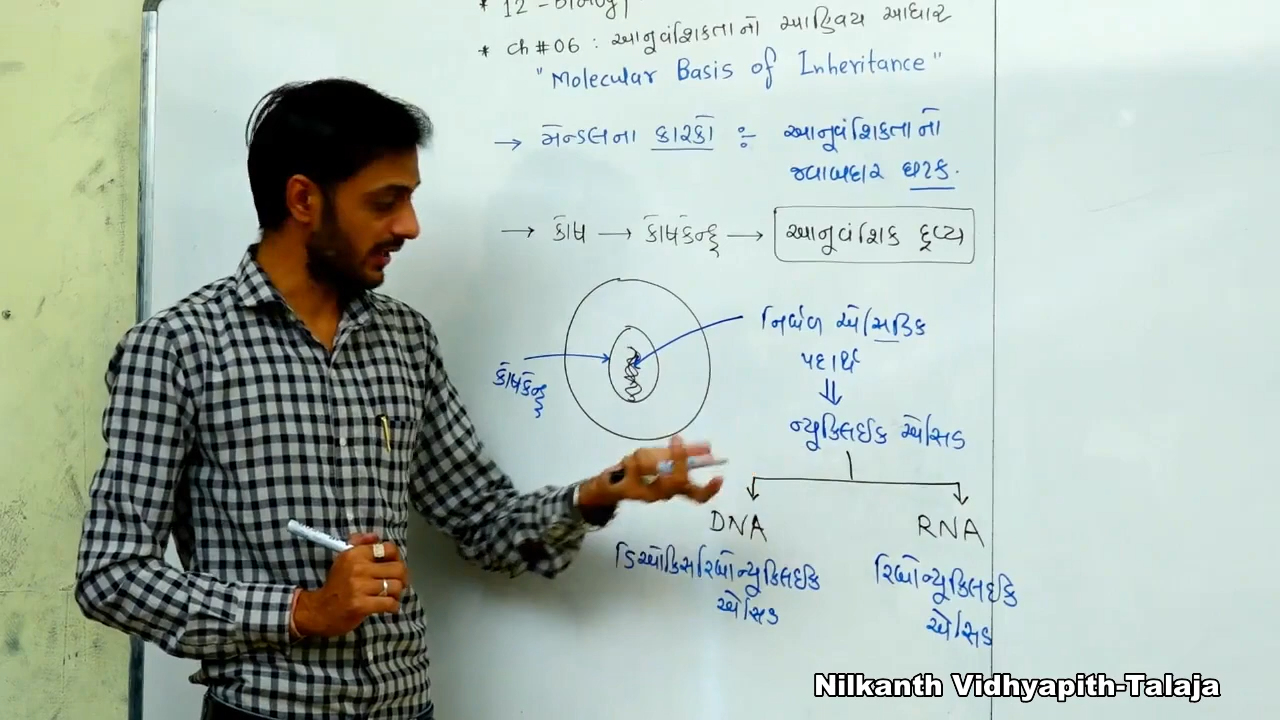 * 12 -
* Ch # 06 : આનુવંશિકતાનો આણ્વિય આધાર
"Molecular Basis of Inheritance"
→ મેન્ડલના કારકો ÷ આનુવંશિકતાનો
જવાબદાર ઘટક.
→ કોષ → કોષકેન્દ્ર → આનુવંશિક દ્રવ્ય
નિર્બળ એસિડિક
પદાર્થ
કોષકેન્દ્ર
⇓
ન્યૂક્લિઈક એસિડ
DNA RNA
ડિઓક્સિરિબોન્યૂક્લિઈક રિબોન્યૂક્લિઈક
એસિડ એસિડ
Nilkanth Vidhyapith-Talaja